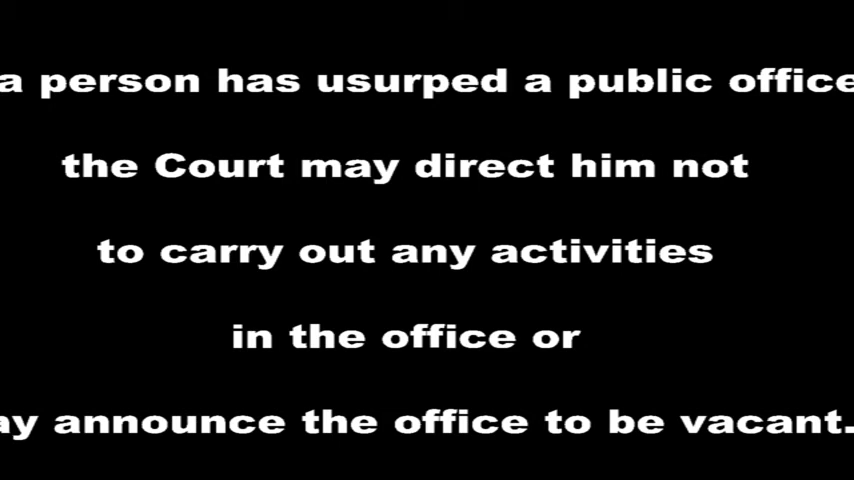 a person has usurped a public office
the Court may direct him not
to carry out any activities
in the office or
ay announce the office to be vacant.